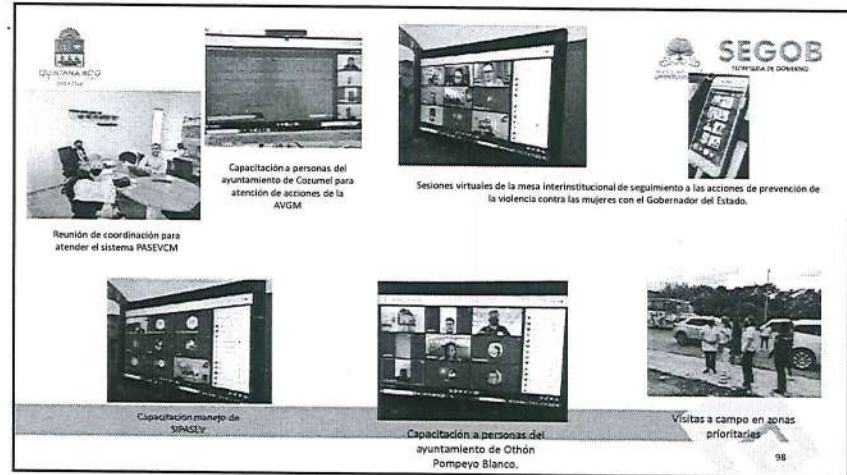 QUINTANA ROO
SEGOB
SECRETARÍA DE GOBIERNO
Capacitación a personas del
ayuntamiento de Cozumel para
atención de acciones de la
AVGM
Sesiones virtuales de la mesa interinstitucional de seguimiento a las acciones de prevención de
la violencia contra las mujeres con el Gobernador del Estado.
Reunión de coordinación para
atender el sistema PASEVCM
Capacitación manejo de
SIPASEV
Capacitación a personas del
ayuntamiento de Othón
Pompeyo Blanco.
Visitas a campo en zonas
prioritarias
98